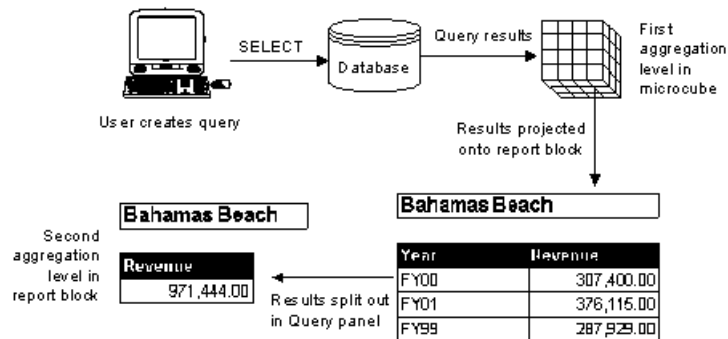 SELECT
Database
Query results
First
aggregation
level in
microcube
User creates query
Results projected
onto report block
Bahamas Beach
Year Revenue
FY00 307,400.00
FY01 376,115.00
FY99 287,929.00
Results split out
in Query panel
Bahamas Beach
Revenue
971,444.00
Second
aggregation
level in
report block